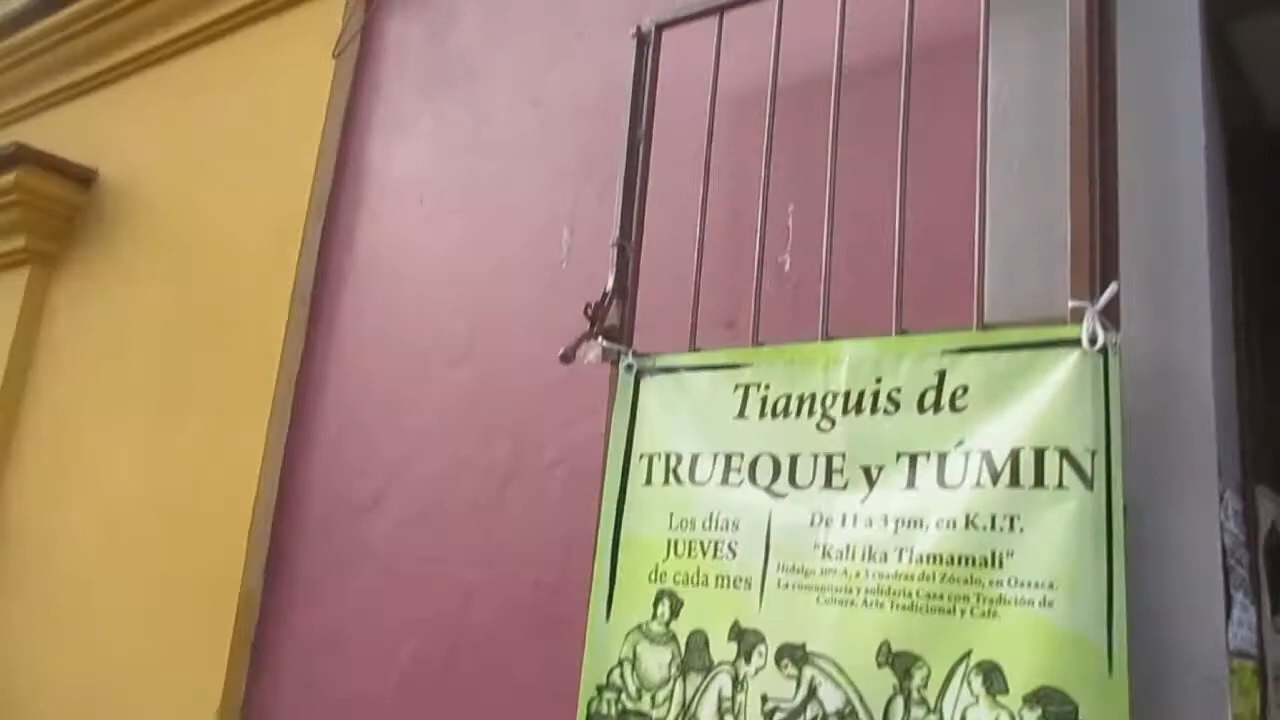 Tianguis de
TRUEQUE y TÚMIN
Los días
JUEVES
de cada mes
De 11 a 3 pm, en K.I.T.
"Kali ika Tlamamali"
Hidalgo 109-A, a 3 cuadras del Zócalo, en Oaxaca.
La comunitaria y solidaria Casa con Tradición de
Cultura, Arte Tradicional y Café.